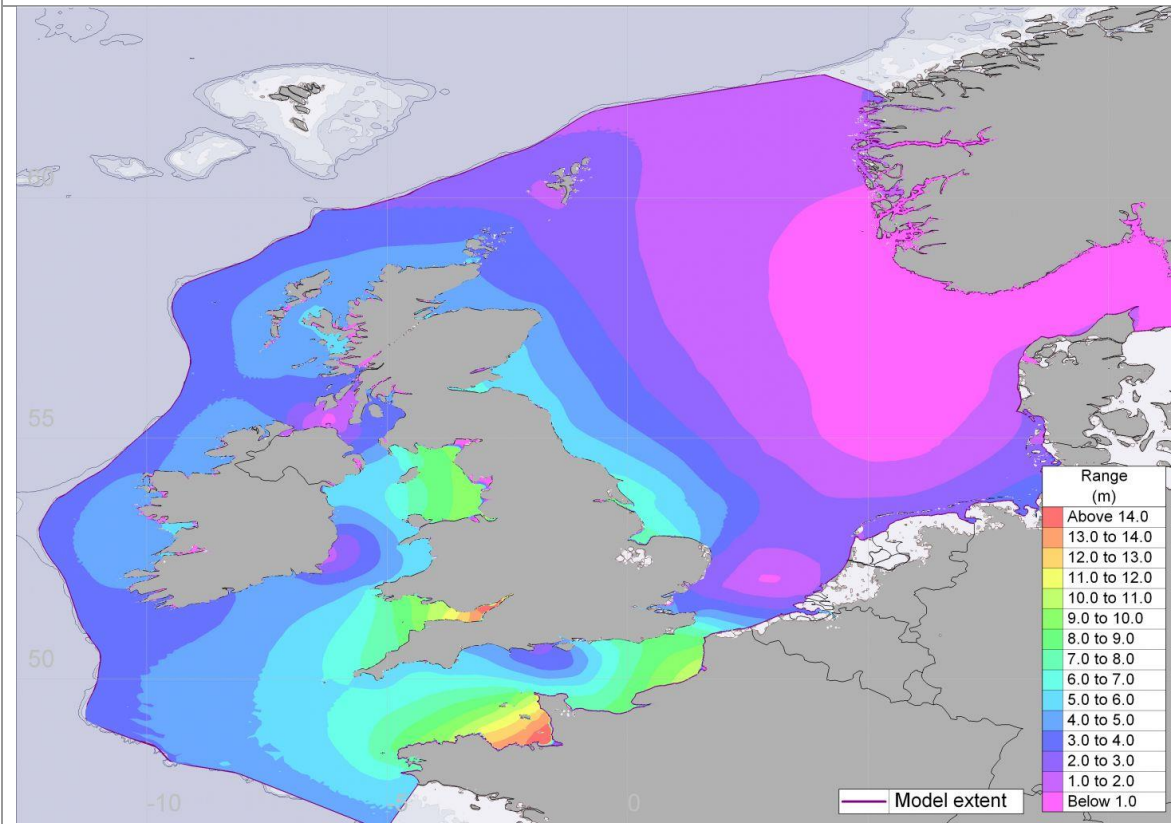 55
50
-10
0
Range
(m)
Above 14.0
13.0 to 14.0
12.0 to 13.0
11.0 to 12.0
10.0 to 11.0
9.0 to 10.0
8.0 to 9.0
7.0 to 8.0
6.0 to 7.0
5.0 to 6.0
4.0 to 5.0
3.0 to 4.0
2.0 to 3.0
1.0 to 2.0
Below 1.0
Model extent